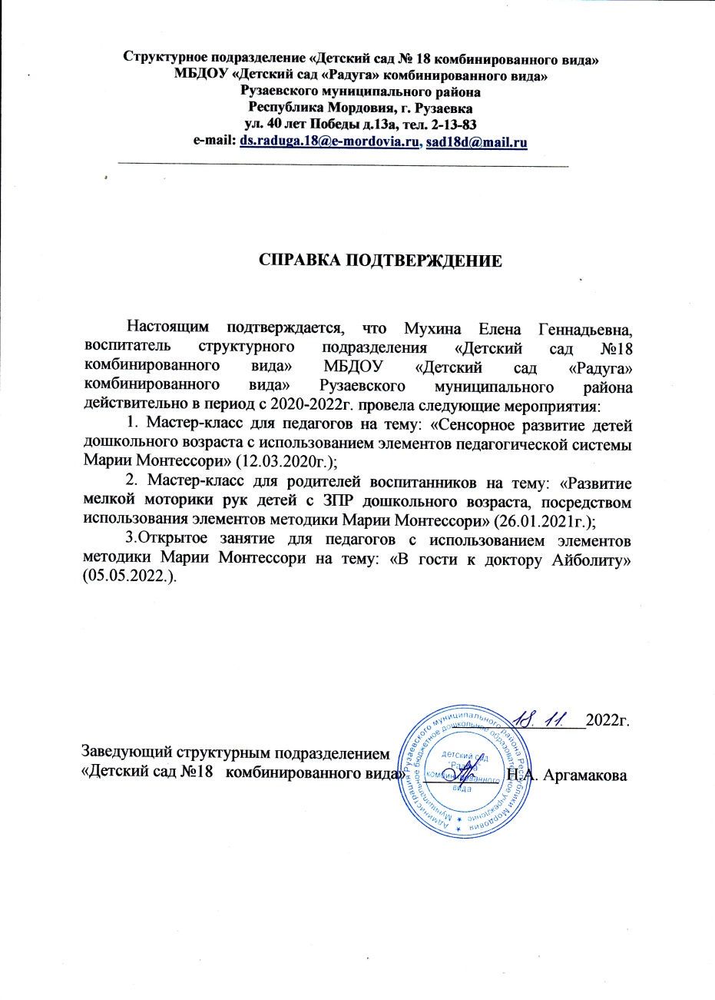 Структурное подразделение «Детский сад № 18 комбинированного вида»
МБДОУ «Детский сад «Радуга» комбинированного вида»
Рузаевского муниципального района
Республика Мордовия, г. Рузаевка
ул. 40 лет Победы д.13а, тел. 2-13-83
e-mail: ds.raduga.18@e-mordovia.ru, sad18d@mail.ru
СПРАВКА ПОДТВЕРЖДЕНИЕ
Настоящим подтверждается, что Мухина Елена Геннадьевна,
воспитатель структурного подразделения «Детский сад №18
комбинированного вида» МБДОУ «Детский сад «Радуга»
комбинированного вида» Рузаевского муниципального района
действительно в период с 2020-2022г. провела следующие мероприятия:
1. Мастер-класс для педагогов на тему: «Сенсорное развитие детей
дошкольного возраста с использованием элементов педагогической системы
Марии Монтессори» (12.03.2020г.);
2. Мастер-класс для родителей воспитанников на тему: «Развитие
мелкой моторики рук детей с ЗПР дошкольного возраста, посредством
использования элементов методики Марии Монтессори» (26.01.2021г.);
3.Открытое занятие для педагогов с использованием элементов
методики Марии Монтессори на тему: «В гости к доктору Айболиту»
(05.05.2022.).
18. 11. 2022г.
Заведующий структурным подразделением
«Детский сад №18 комбинированного вида» Н.А. Аргамакова
Администрация Рузаевского муниципального района Республики Мордовия
Муниципальное бюджетное дошкольное образовательное учреждение
детский сад
"Радуга"
комбинированного
вида